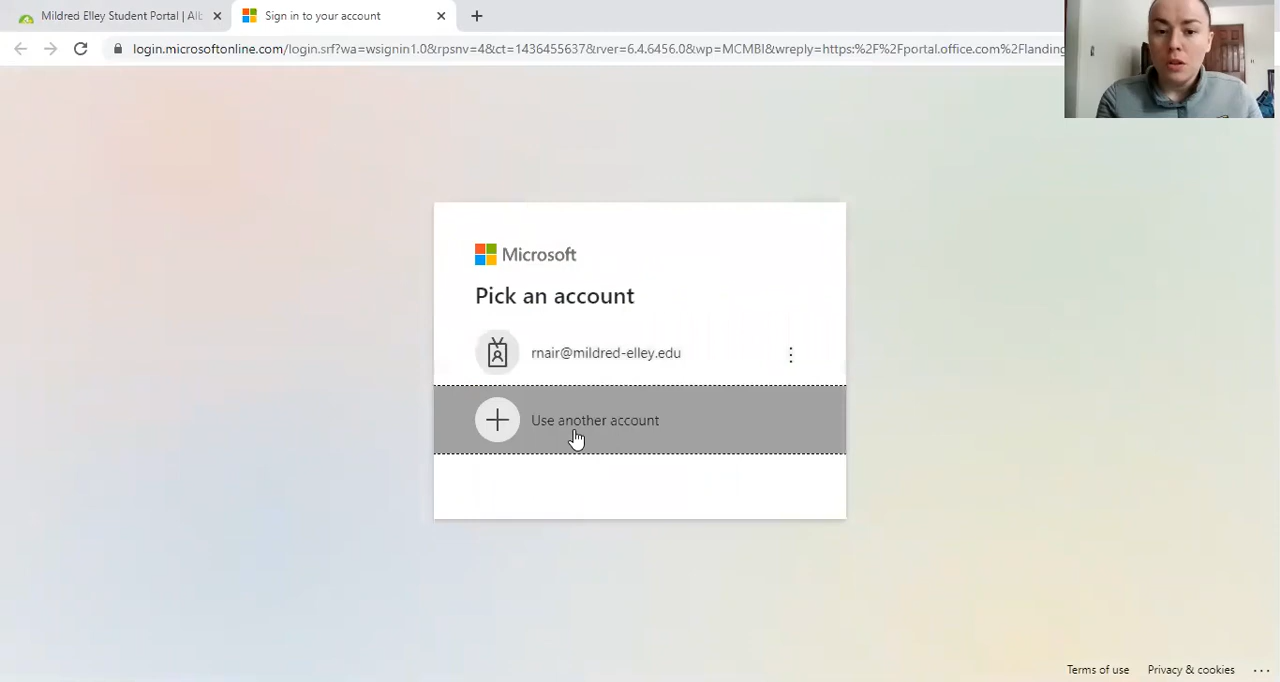 Mildred Elley Student Portal | Alb
Sign in to your account
login.microsoftonline.com/login.srf?wa=wsignin1.0&rpsnv=4&ct=1436455637&rver=6.4.6456.0&wp=MCMBI&wreply=https:%2F%2Fportal.office.com%2Flanding
Microsoft
Pick an account
rnair@mildred-elley.edu
Use another account
Terms of use Privacy & cookies ...